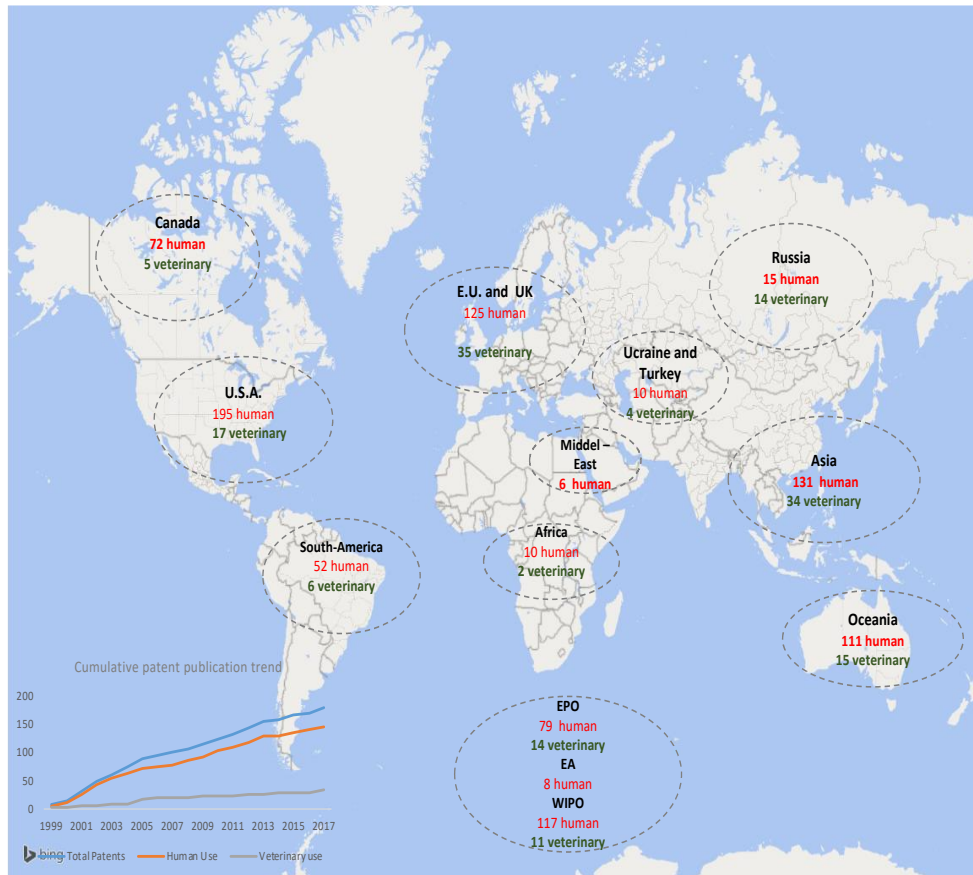 Canada
72 human
5 veterinary
Russia
15 human
14 veterinary
E.U. and UK
125 human
35 veterinary
Ucraine and
Turkey
10 human
4 veterinary
U.S.A.
195 human
17 veterinary
Middel –
East
6 human
Asia
131 human
34 veterinary
South-America
52 human
6 veterinary
Africa
10 human
2 veterinary
Oceania
111 human
15 veterinary
Cumulative patent publication trend
200
150
100
50
0
1999 2001 2003 2005 2007 2009 2011 2013 2015 2017
bing Total Patents Human Use Veterinary use
EPO
79 human
14 veterinary
EA
8 human
WIPO
117 human
11 veterinary